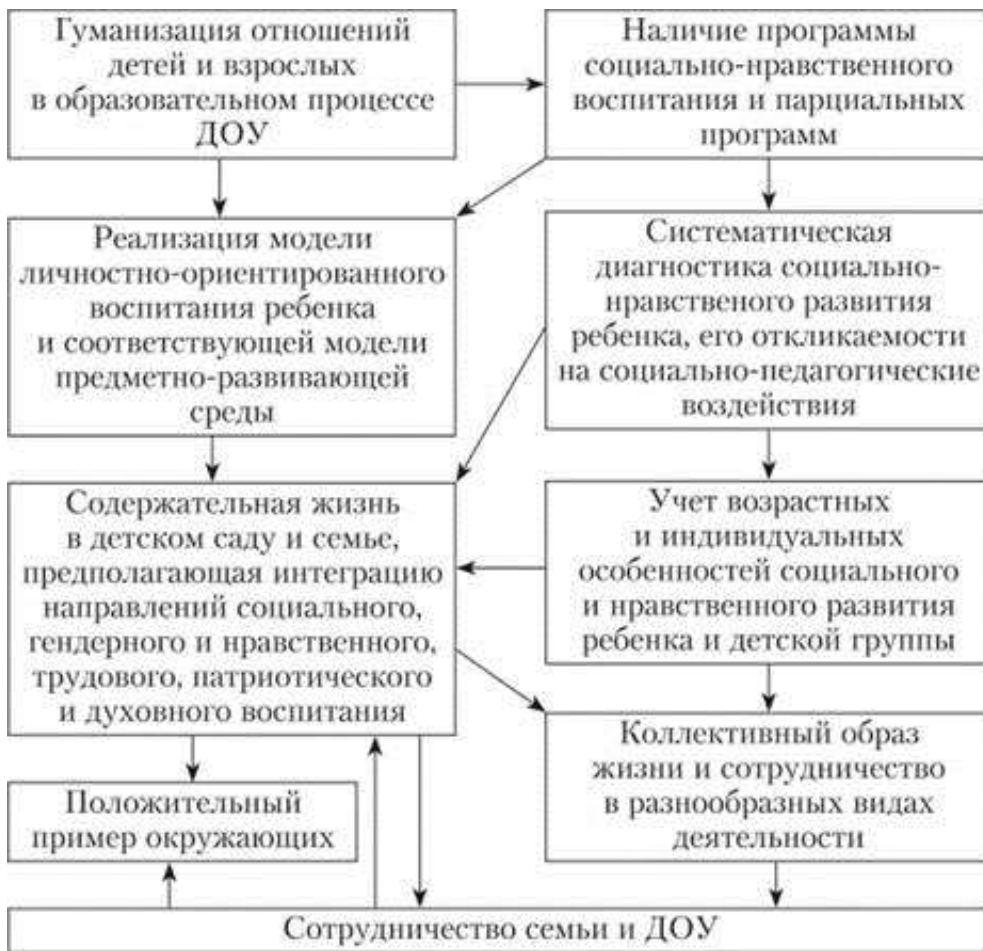 Гуманизация отношений
детей и взрослых
в образовательном процессе
ДОУ
Наличие программы
социально-нравственного
воспитания и парциальных
программ
Реализация модели
личностно-ориентированного
воспитания ребенка
и соответствующей модели
предметно-развивающей
среды
Систематическая
диагностика социально-
нравственого развития
ребенка, его откликаемости
на социально-педагогические
воздействия
Содержательная жизнь
в детском саду и семье,
предполагающая интеграцию
направлений социального,
гендерного и нравственного,
трудового, патриотического
и духовного воспитания
Учет возрастных
и индивидуальных
особенностей социального
и нравственного развития
ребенка и детской группы
Положительный
пример окружающих
Коллективный образ
жизни и сотрудничество
в разнообразных видах
деятельности
Сотрудничество семьи и ДОУ